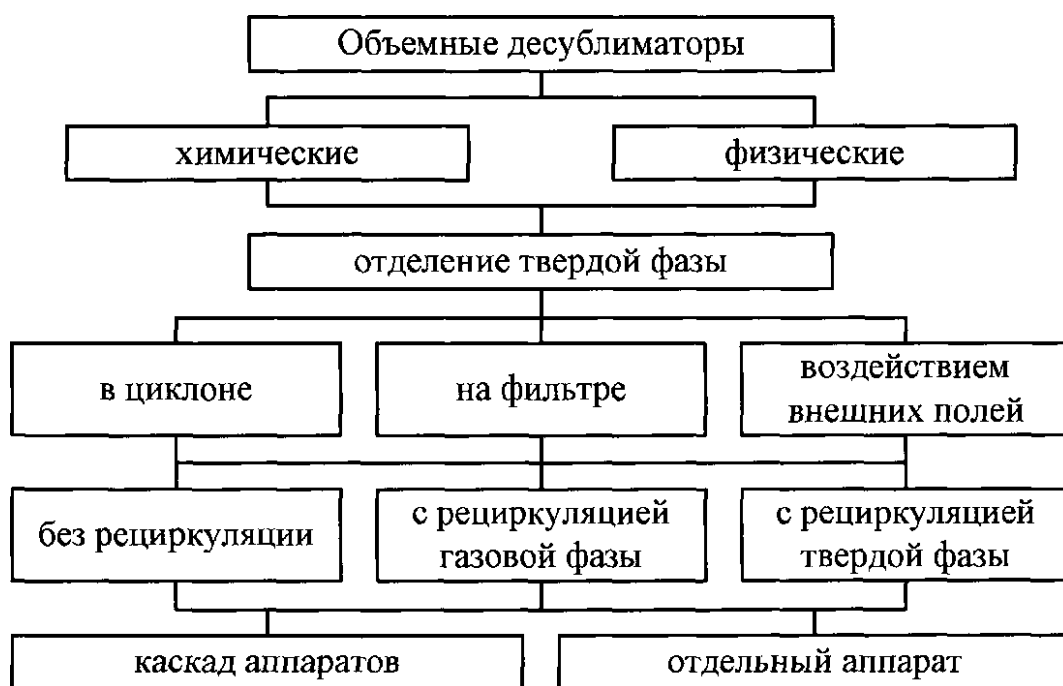 Объемные десублиматоры
химические
физические
отделение твердой фазы
в циклоне
на фильтре
воздействием
внешних полей
без рециркуляции
с рециркуляцией
газовой фазы
с рециркуляцией
твердой фазы
каскад аппаратов
отдельный аппарат